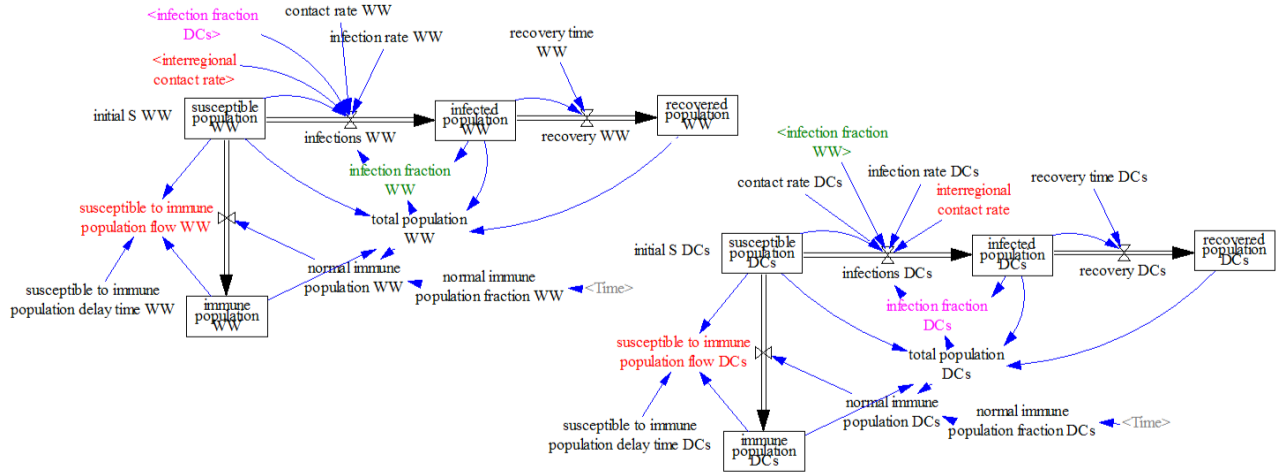 <infection fraction
DCs>
contact rate WW
infection rate WW
<interregional
contact rate>
recovery time
WW
initial S WW
susceptible
population
WW
infections WW
infected
population
WW
recovery WW
recovered
population
WW
infection fraction
WW
susceptible to immune
population flow WW
total population
WW
susceptible to immune
population delay time WW
normal immune
population WW
normal immune
population fraction WW
<Time>
immune
population
WW
<infection fraction
WW>
contact rate DCs
infection rate DCs
interregional
contact rate
recovery time DCs
initial S DCs
susceptible
population
DCs
infections DCs
infected
population
DCs
recovery DCs
recovered
population
DCs
infection fraction
DCs
susceptible to immune
population flow DCs
total population
DCs
susceptible to immune
population delay time DCs
normal immune
population DCs
normal immune
population fraction DCs
<Time>
immune
population
DCs